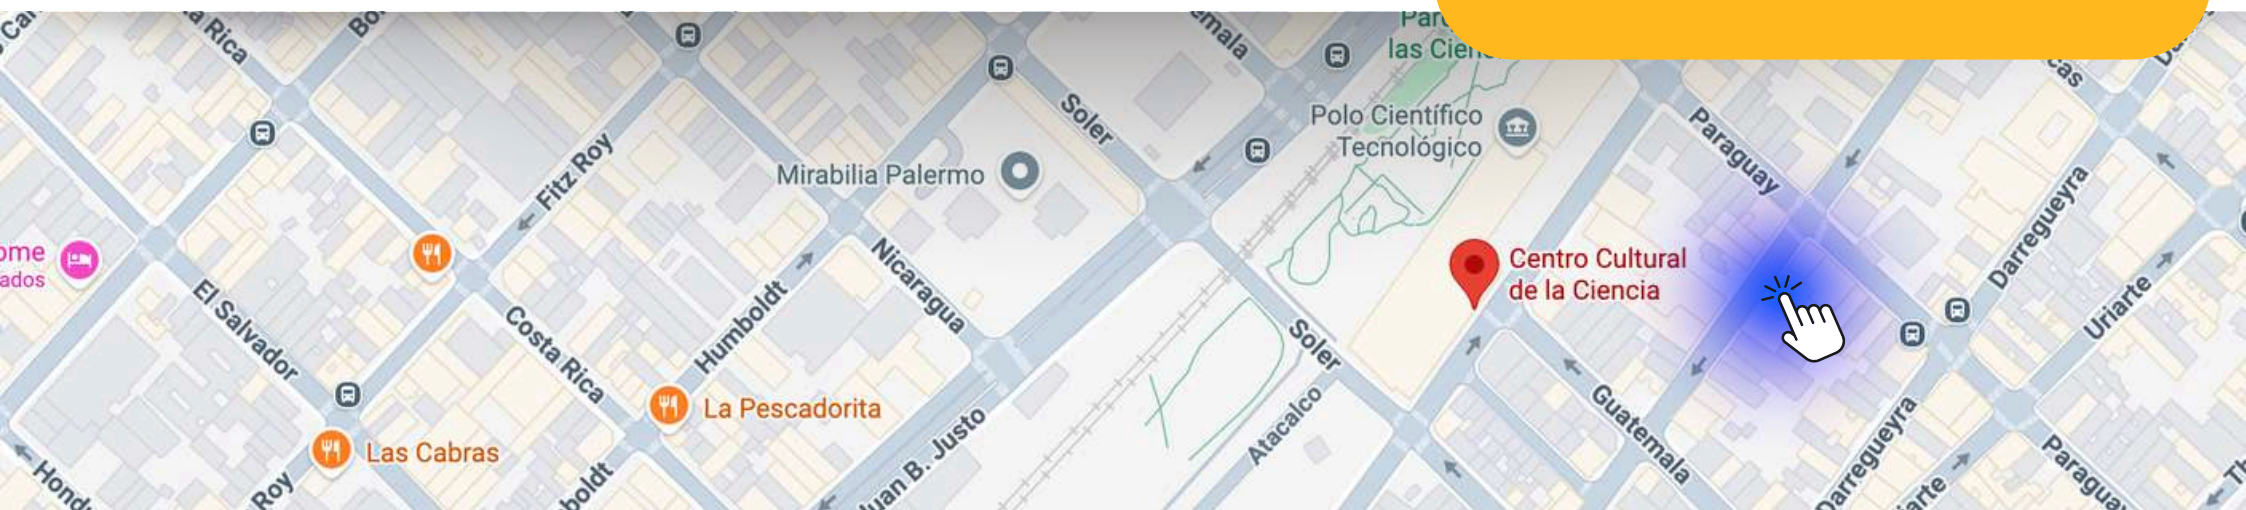 Rica
Soler
Polo Científico
Tecnológico
Paraguay
Fitz Roy
Mirabilia Palermo
Darregueyra
Nicaragua
Centro Cultural
de la Ciencia
El Salvador
Humboldt
Costa Rica
Uriarte
Soler
La Pescadorita
Guatemala
Atacalco
Las Cabras
Juan B. Justo
Darregueyra
Roy